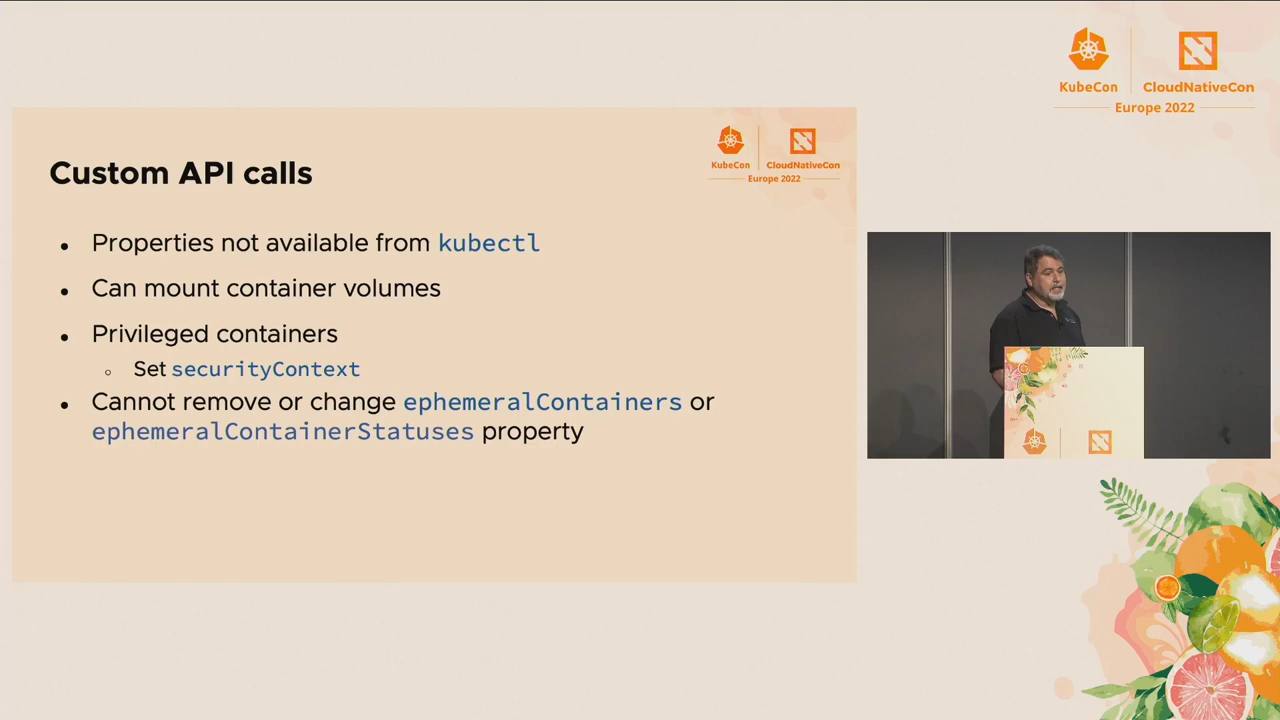 KubeCon
CloudNativeCon
Europe 2022
KubeCon
CloudNativeCon
Europe 2022
Custom API calls
• Properties not available from kubectl
• Can mount container volumes
• Privileged containers
○ Set securityContext
• Cannot remove or change ephemeralContainers or
ephemeralContainerStatuses property